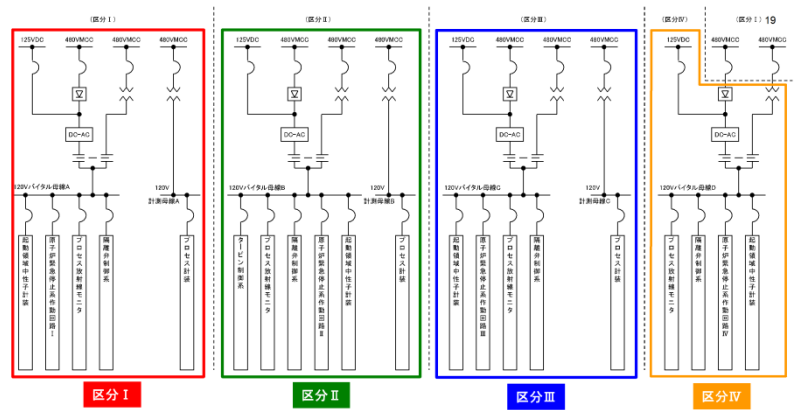 (区分Ⅰ)
(区分Ⅱ)
(区分Ⅲ)
(区分Ⅳ)
(区分Ⅰ)
19
125VDC
480VMCC
480VMCC
480VMCC
125VDC
480VMCC
480VMCC
480VMCC
125VDC
480VMCC
480VMCC
480VMCC
125VDC
480VMCC
480VMCC
DC-AC
DC-AC
DC-AC
DC-AC
120Vバイタル母線A
120V
計測母線A
120Vバイタル母線B
120V
計測母線B
120Vバイタル母線C
120V
計測母線C
120Vバイタル母線D
起動領域中性子計装
原子炉緊急停止系作動回路Ⅰ
プロセス放射線モニタ
隔離弁制御系
プロセス計装
タービン制御系
プロセス放射線モニタ
隔離弁制御系
原子炉緊急停止系作動回路Ⅱ
起動領域中性子計装
プロセス計装
起動領域中性子計装
原子炉緊急停止系作動回路Ⅲ
プロセス放射線モニタ
隔離弁制御系
プロセス計装
プロセス放射線モニタ
隔離弁制御系
原子炉緊急停止系作動回路Ⅳ
起動領域中性子計装
区分Ⅰ
区分Ⅱ
区分Ⅲ
区分Ⅳ